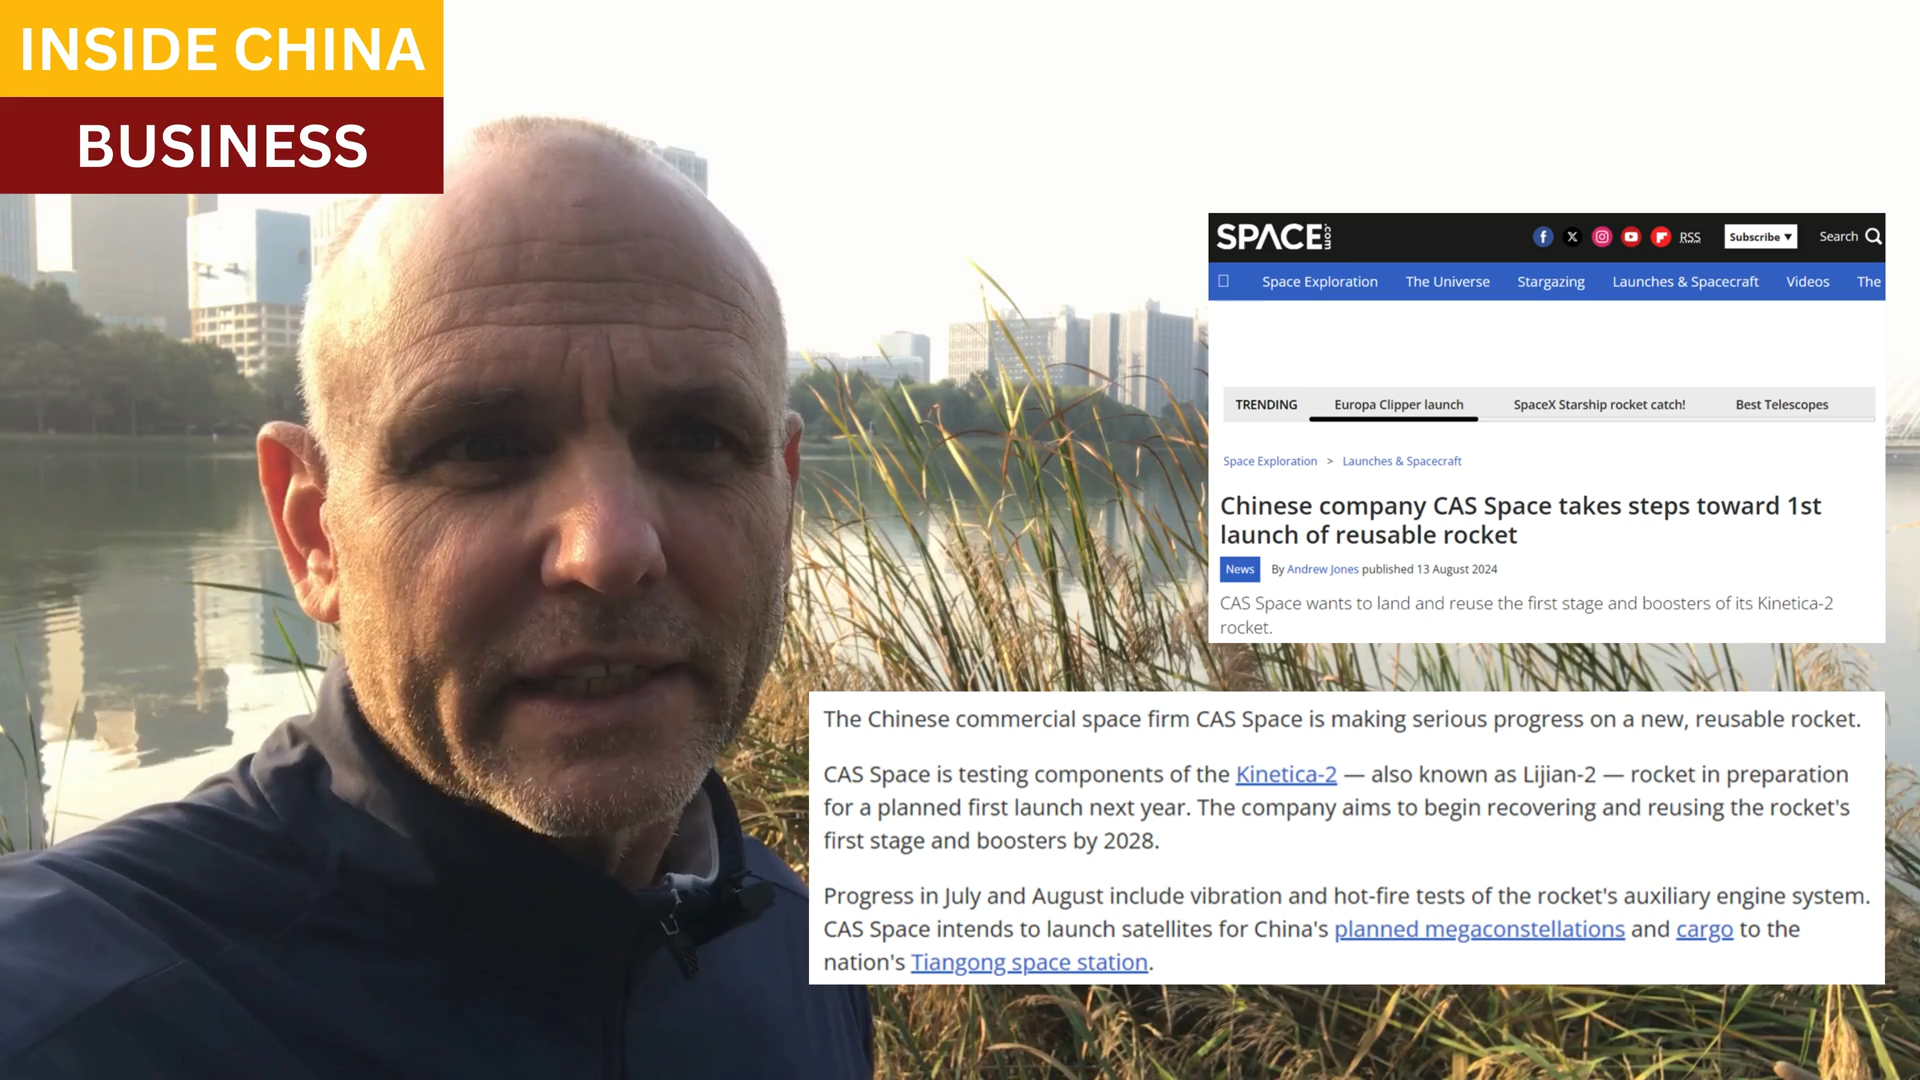 INSIDE CHINA
BUSINESS
SPACE.com
RSS
Subscribe ▼
Search
Space Exploration
The Universe
Stargazing
Launches & Spacecraft
Videos
The
TRENDING
Europa Clipper launch
SpaceX Starship rocket catch!
Best Telescopes
Space Exploration > Launches & Spacecraft
Chinese company CAS Space takes steps toward 1st
launch of reusable rocket
News By Andrew Jones published 13 August 2024
CAS Space wants to land and reuse the first stage and boosters of its Kinetica-2
rocket.
The Chinese commercial space firm CAS Space is making serious progress on a new, reusable rocket.
CAS Space is testing components of the Kinetica-2 — also known as Lijian-2 — rocket in preparation
for a planned first launch next year. The company aims to begin recovering and reusing the rocket's
first stage and boosters by 2028.
Progress in July and August include vibration and hot-fire tests of the rocket's auxiliary engine system.
CAS Space intends to launch satellites for China's planned megaconstellations and cargo to the
nation's Tiangong space station.